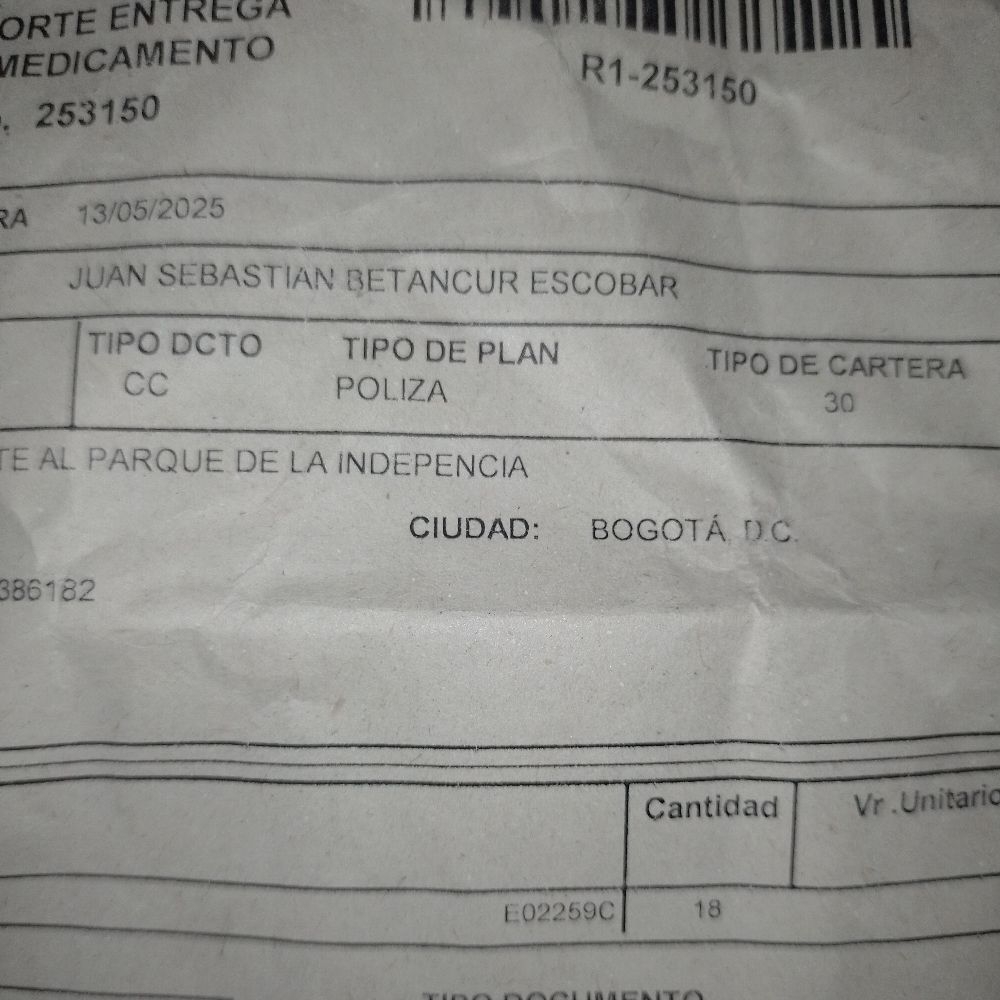 ORTE ENTREGA
MEDICAMENTO
R1-253150
. 253150
RA 13/05/2025
JUAN SEBASTIAN BETANCUR ESCOBAR
TIPO DCTO TIPO DE PLAN TIPO DE CARTERA
CC POLIZA 30
TE AL PARQUE DE LA INDEPENCIA
CIUDAD: BOGOTÁ, D.C.
386182
Cantidad Vr .Unitario
E02259C 18
TIPO DOCUMENTO